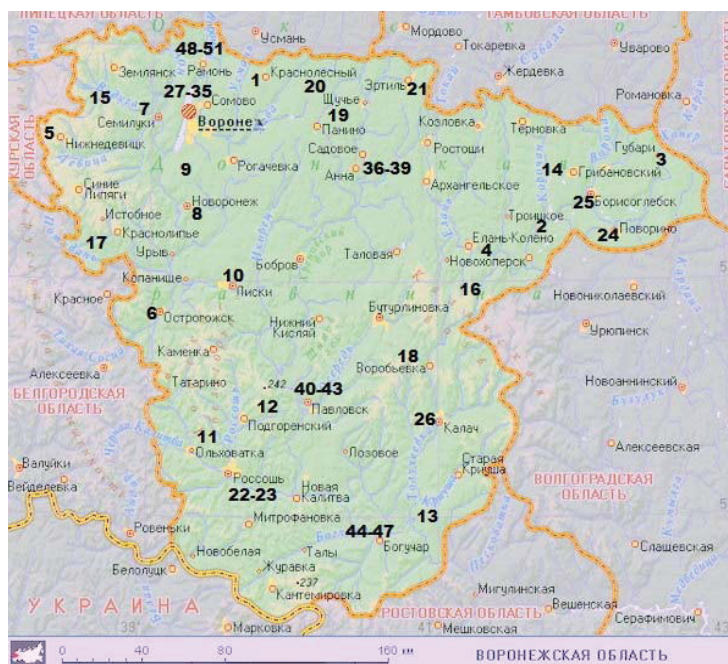 ЛИПЕЦКАЯ ОБЛАСТЬ
ТАМБОВСКАЯ ОБЛАСТЬ
Усмань
Мордово
Токаревка
Уварово
48-51
Землянск
Рамонь
1
Краснолесный
20
Эртиль
21
Жердевка
Романовка
15
27-35
Сомово
Щучье
7
Семилуки
Воронеж
19
Панино
Козловка
Терновка
5
Нижнедевицк
КУРСКАЯ
ОБЛАСТЬ
Рогачевка
Садовое
Ростоши
Губари
3
9
Анна
36-39
14
Грибановский
Синие
Липяги
Архангельское
25
Борисоглебск
Нововоронеж
8
Истобное
Троицкое
2
24
Поворино
17
Краснолипье
Урыв
Бобров
Таловая
Елань-Колено
4
Новохоперск
Копанище
10
Лиски
Красное
16
Новониколаевский
6
Острогожск
Нижний
Кисляй
Бутурлиновка
Урюпинск
Каменка
18
Воробьевка
Алексеевка
Татарино
242
40-43
Новоаннинский
БЕЛГОРОДСКАЯ
ОБЛАСТЬ
12
Павловск
Подгоренский
26
Калач
11
Ольховатка
Лозовое
Алексеевская
Валуйки
Вейделевка
Россошь
Старая
Криуша
ВОЛГОГРАДСКАЯ
ОБЛАСТЬ
22-23
Новая
Калитва
Митрофановка
13
Ровеньки
44-47
Богучар
Новобелая
Талы
Слащевская
Белолуцк
Журавка
237
Кантемировка
Мигулинская
УКРАИНА
РОСТОВСКАЯ ОБЛАСТЬ
Вешенская
Серафимович
Марковка
Мешковская
39°
41
43
0 40 80 160 км
ВОРОНЕЖСКАЯ ОБЛАСТЬ